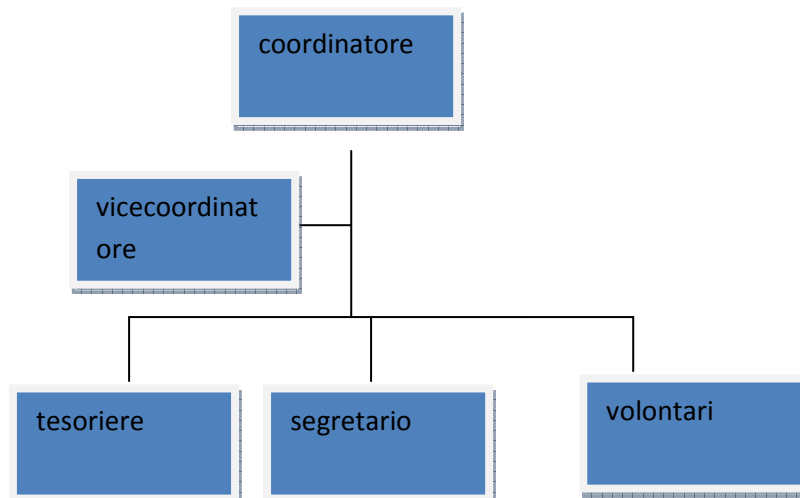 coordinatore
vicecoordinat
ore
tesoriere
segretario
volontari